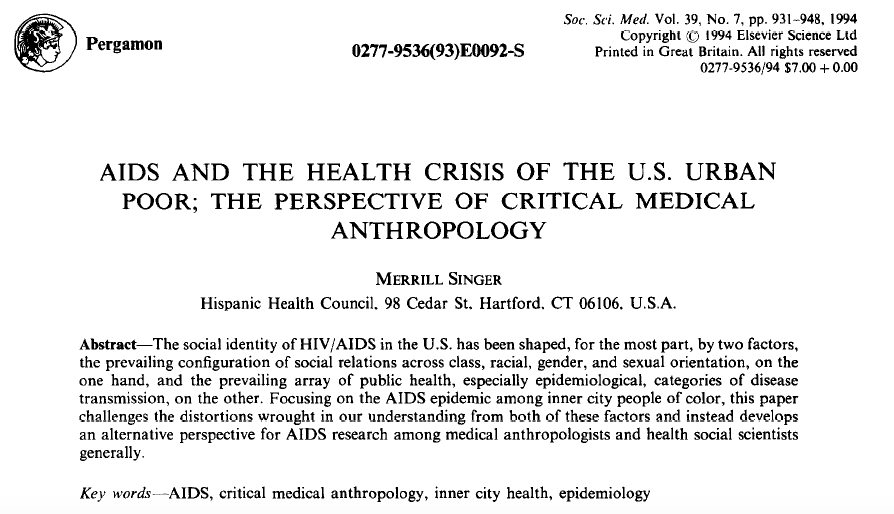 Pergamon
0277-9536(93)E0092-S
Soc. Sci. Med. Vol. 39, No. 7, pp. 931–948, 1994
Copyright © 1994 Elsevier Science Ltd
Printed in Great Britain. All rights reserved
0277-9536/94 $7.00 + 0.00
AIDS AND THE HEALTH CRISIS OF THE U.S. URBAN
POOR; THE PERSPECTIVE OF CRITICAL MEDICAL
ANTHROPOLOGY
MERRILL SINGER
Hispanic Health Council, 98 Cedar St, Hartford, CT 06106, U.S.A.
Abstract—The social identity of HIV/AIDS in the U.S. has been shaped, for the most part, by two factors,
the prevailing configuration of social relations across class, racial, gender, and sexual orientation, on the
one hand, and the prevailing array of public health, especially epidemiological, categories of disease
transmission, on the other. Focusing on the AIDS epidemic among inner city people of color, this paper
challenges the distortions wrought in our understanding from both of these factors and instead develops
an alternative perspective for AIDS research among medical anthropologists and health social scientists
generally.
Key words—AIDS, critical medical anthropology, inner city health, epidemiology